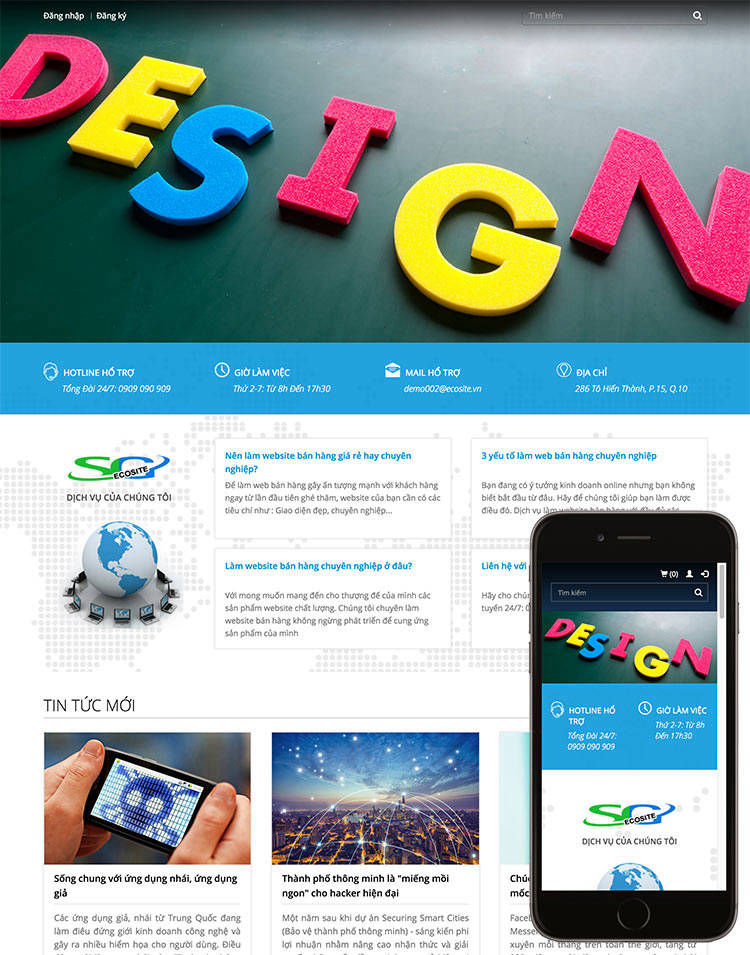 Đăng nhập | Đăng ký
Tìm kiếm
DESIGN
HOTLINE HỖ TRỢ
Tổng Đài 24/7: 0909 090 909
GIỜ LÀM VIỆC
Thứ 2-7: Từ 8h Đến 17h30
MAIL HỖ TRỢ
demo002@ecosite.vn
ĐỊA CHỈ
286 Tô Hiến Thành, P.15, Q.10
SG
ECOSITE
DỊCH VỤ CỦA CHÚNG TÔI
Nên làm website bán hàng giá rẻ hay chuyên
nghiệp?
Để làm web bán hàng gây ấn tượng mạnh với khách hàng
ngay từ lần đầu tiên ghé thăm, website của bạn cần có các
tiêu chí như : Giao diện đẹp, chuyên nghiệp...
3 yếu tố làm web bán hàng chuyên nghiệp
Bạn đang có ý tưởng kinh doanh online nhưng bạn không
biết bắt đầu từ đâu. Hãy để chúng tôi giúp bạn làm được
điều đó. Dịch vụ làm website bán hàng với đầy đủ các
Làm website bán hàng chuyên nghiệp ở đâu?
Với mong muốn mang đến cho thượng đế của mình các
sản phẩm website chất lượng. Chúng tôi chuyên làm
website bán hàng không ngừng phát triển để cung ứng
sản phẩm của mình
Liên hệ với
Hãy cho chún
tuyến 24/7: 0
TIN TỨC MỚI
Sống chung với ứng dụng nhái, ứng dụng
giả
Các ứng dụng giả, nhái từ Trung Quốc đang
làm điêu đứng giới kinh doanh công nghệ và
gây ra nhiều hiểm họa cho người dùng. Điều
Thành phố thông minh là "miếng mồi
ngon" cho hacker hiện đại
Một năm sau khi dự án Securing Smart Cities
(Bảo vệ thành phố thông minh) - sáng kiến phi
lợi nhuận nhằm nâng cao nhận thức và giải
Chúc
mốc
Faceb
Messen
xuyên mỗi tháng trên toàn thế giới, tăng từ
(0)
Tìm kiếm
DESIGN
HOTLINE HỖ
TRỢ
Tổng Đài 24/7:
0909 090 909
GIỜ LÀM VIỆC
Thứ 2-7: Từ 8h
Đến 17h30
SG
ECOSITE
DỊCH VỤ CỦA CHÚNG TÔI